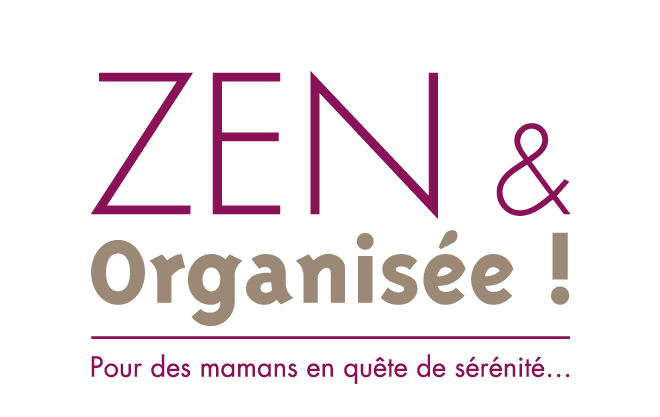 ZEN &
Organisée !
Pour des mamans en quête de sérénité...